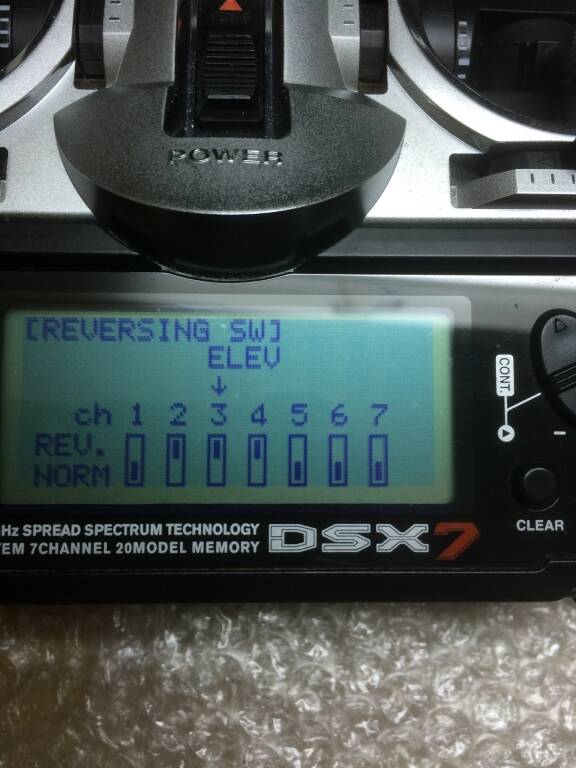 POWER
[REVERSING SW]
ELEV
↓
ch 1 2 3 4 5 6 7
REV.
NORM
Hz SPREAD SPECTRUM TECHNOLOGY
TEM 7CHANNEL 20MODEL MEMORY
DSX7
CONT.
CLEAR